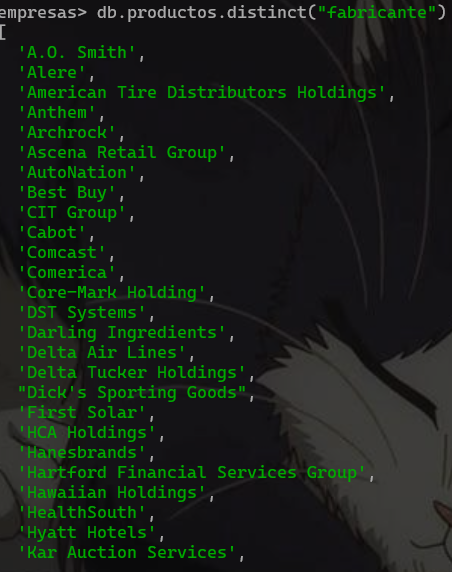 empresas> db.productos.distinct("fabricante")
[
  'A.O. Smith',
  'Alere',
  'American Tire Distributors Holdings',
  'Anthem',
  'Archrock',
  'Ascena Retail Group',
  'AutoNation',
  'Best Buy',
  'CIT Group',
  'Cabot',
  'Comcast',
  'Comerica',
  'Core-Mark Holding',
  'DST Systems',
  'Darling Ingredients',
  'Delta Air Lines',
  'Delta Tucker Holdings',
  "Dick's Sporting Goods",
  'First Solar',
  'HCA Holdings',
  'Hanesbrands',
  'Hartford Financial Services Group',
  'Hawaiian Holdings',
  'HealthSouth',
  'Hyatt Hotels',
  'Kar Auction Services',